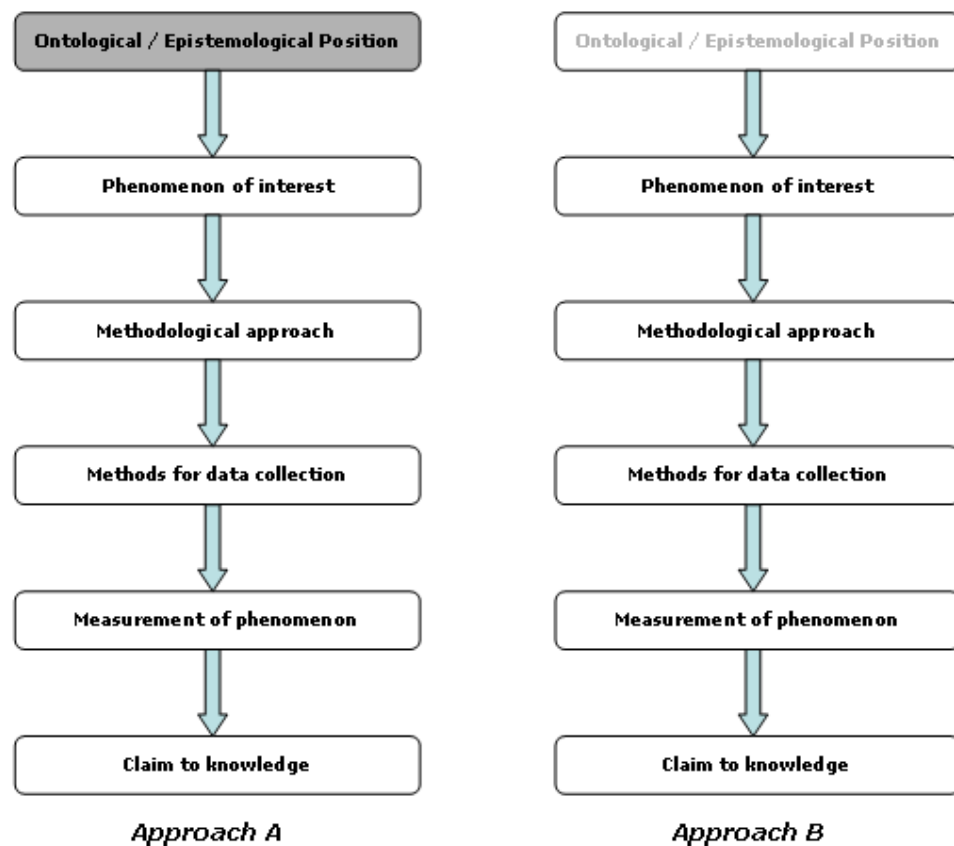 Ontological / Epistemological Position
Phenomenon of interest
Methodological approach
Methods for data collection
Measurement of phenomenon
Claim to knowledge
Approach A
Ontological / Epistemological Position
Phenomenon of interest
Methodological approach
Methods for data collection
Measurement of phenomenon
Claim to knowledge
Approach B